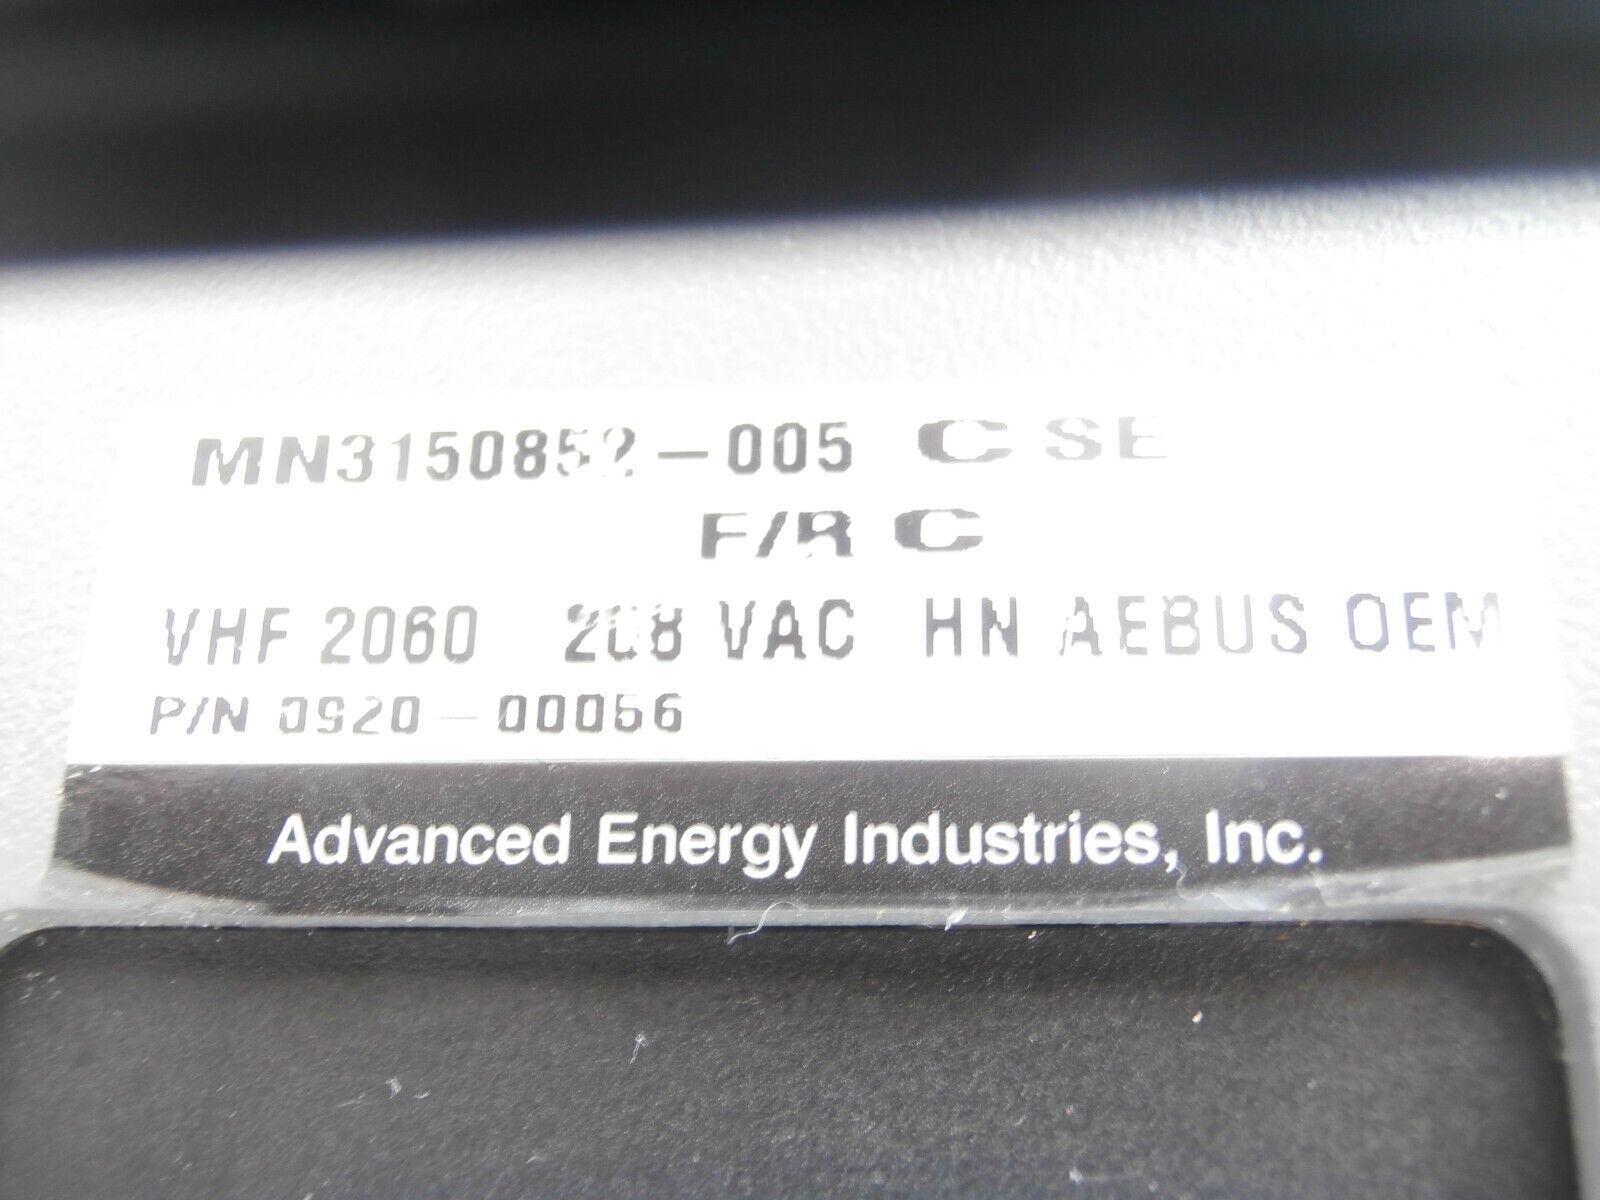 MN3150852-005 C SE
F/R C
VHF 2060 208 VAC HN AEBUS OEM
P/N 0920-00056
Advanced Energy Industries, Inc.